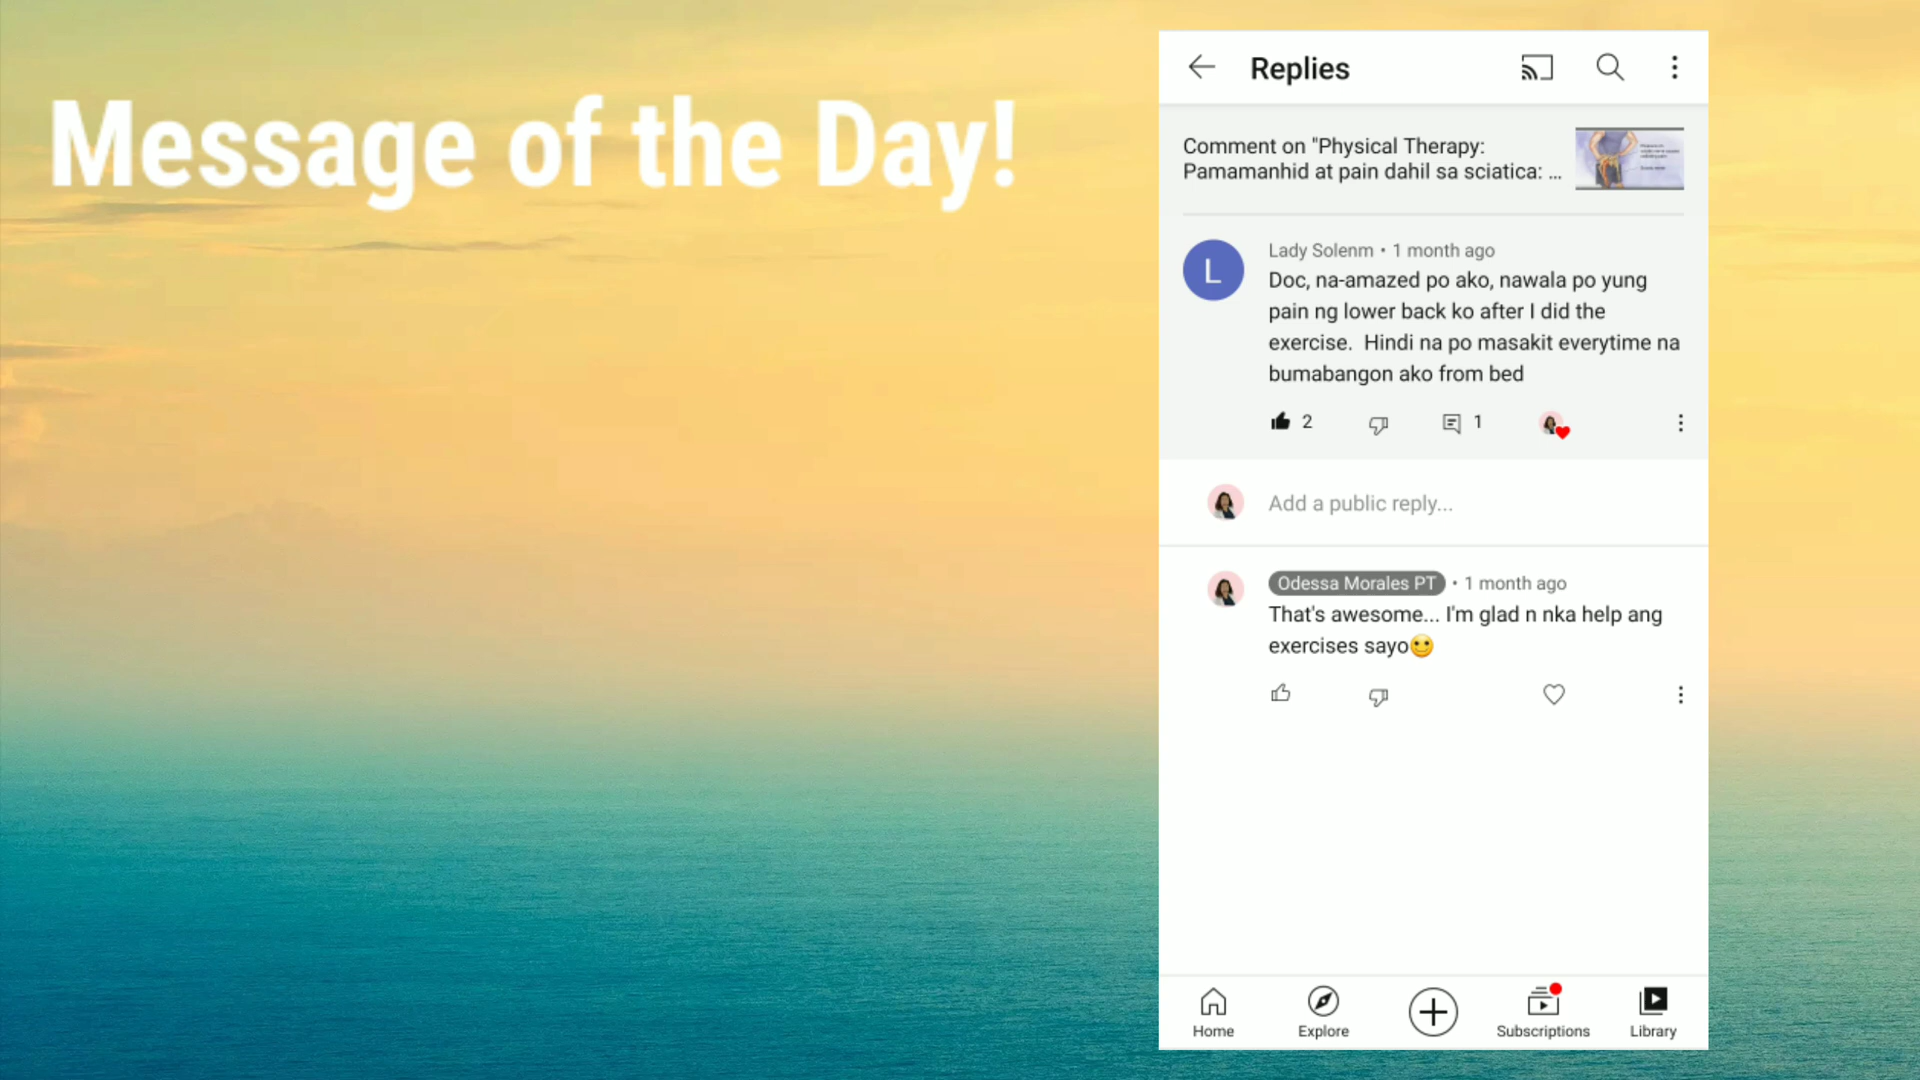 Message of the Day!
Replies
Comment on "Physical Therapy:
Pamamanhid at pain dahil sa sciatica: ...
L
Lady Solenm • 1 month ago
Doc, na-amazed po ako, nawala po yung
pain ng lower back ko after I did the
exercise.  Hindi na po masakit everytime na
bumabangon ako from bed
2
1
Add a public reply...
Odessa Morales PT • 1 month ago
That's awesome... I'm glad n nka help ang
exercises sayo🙂
Home
Explore
Subscriptions
Library